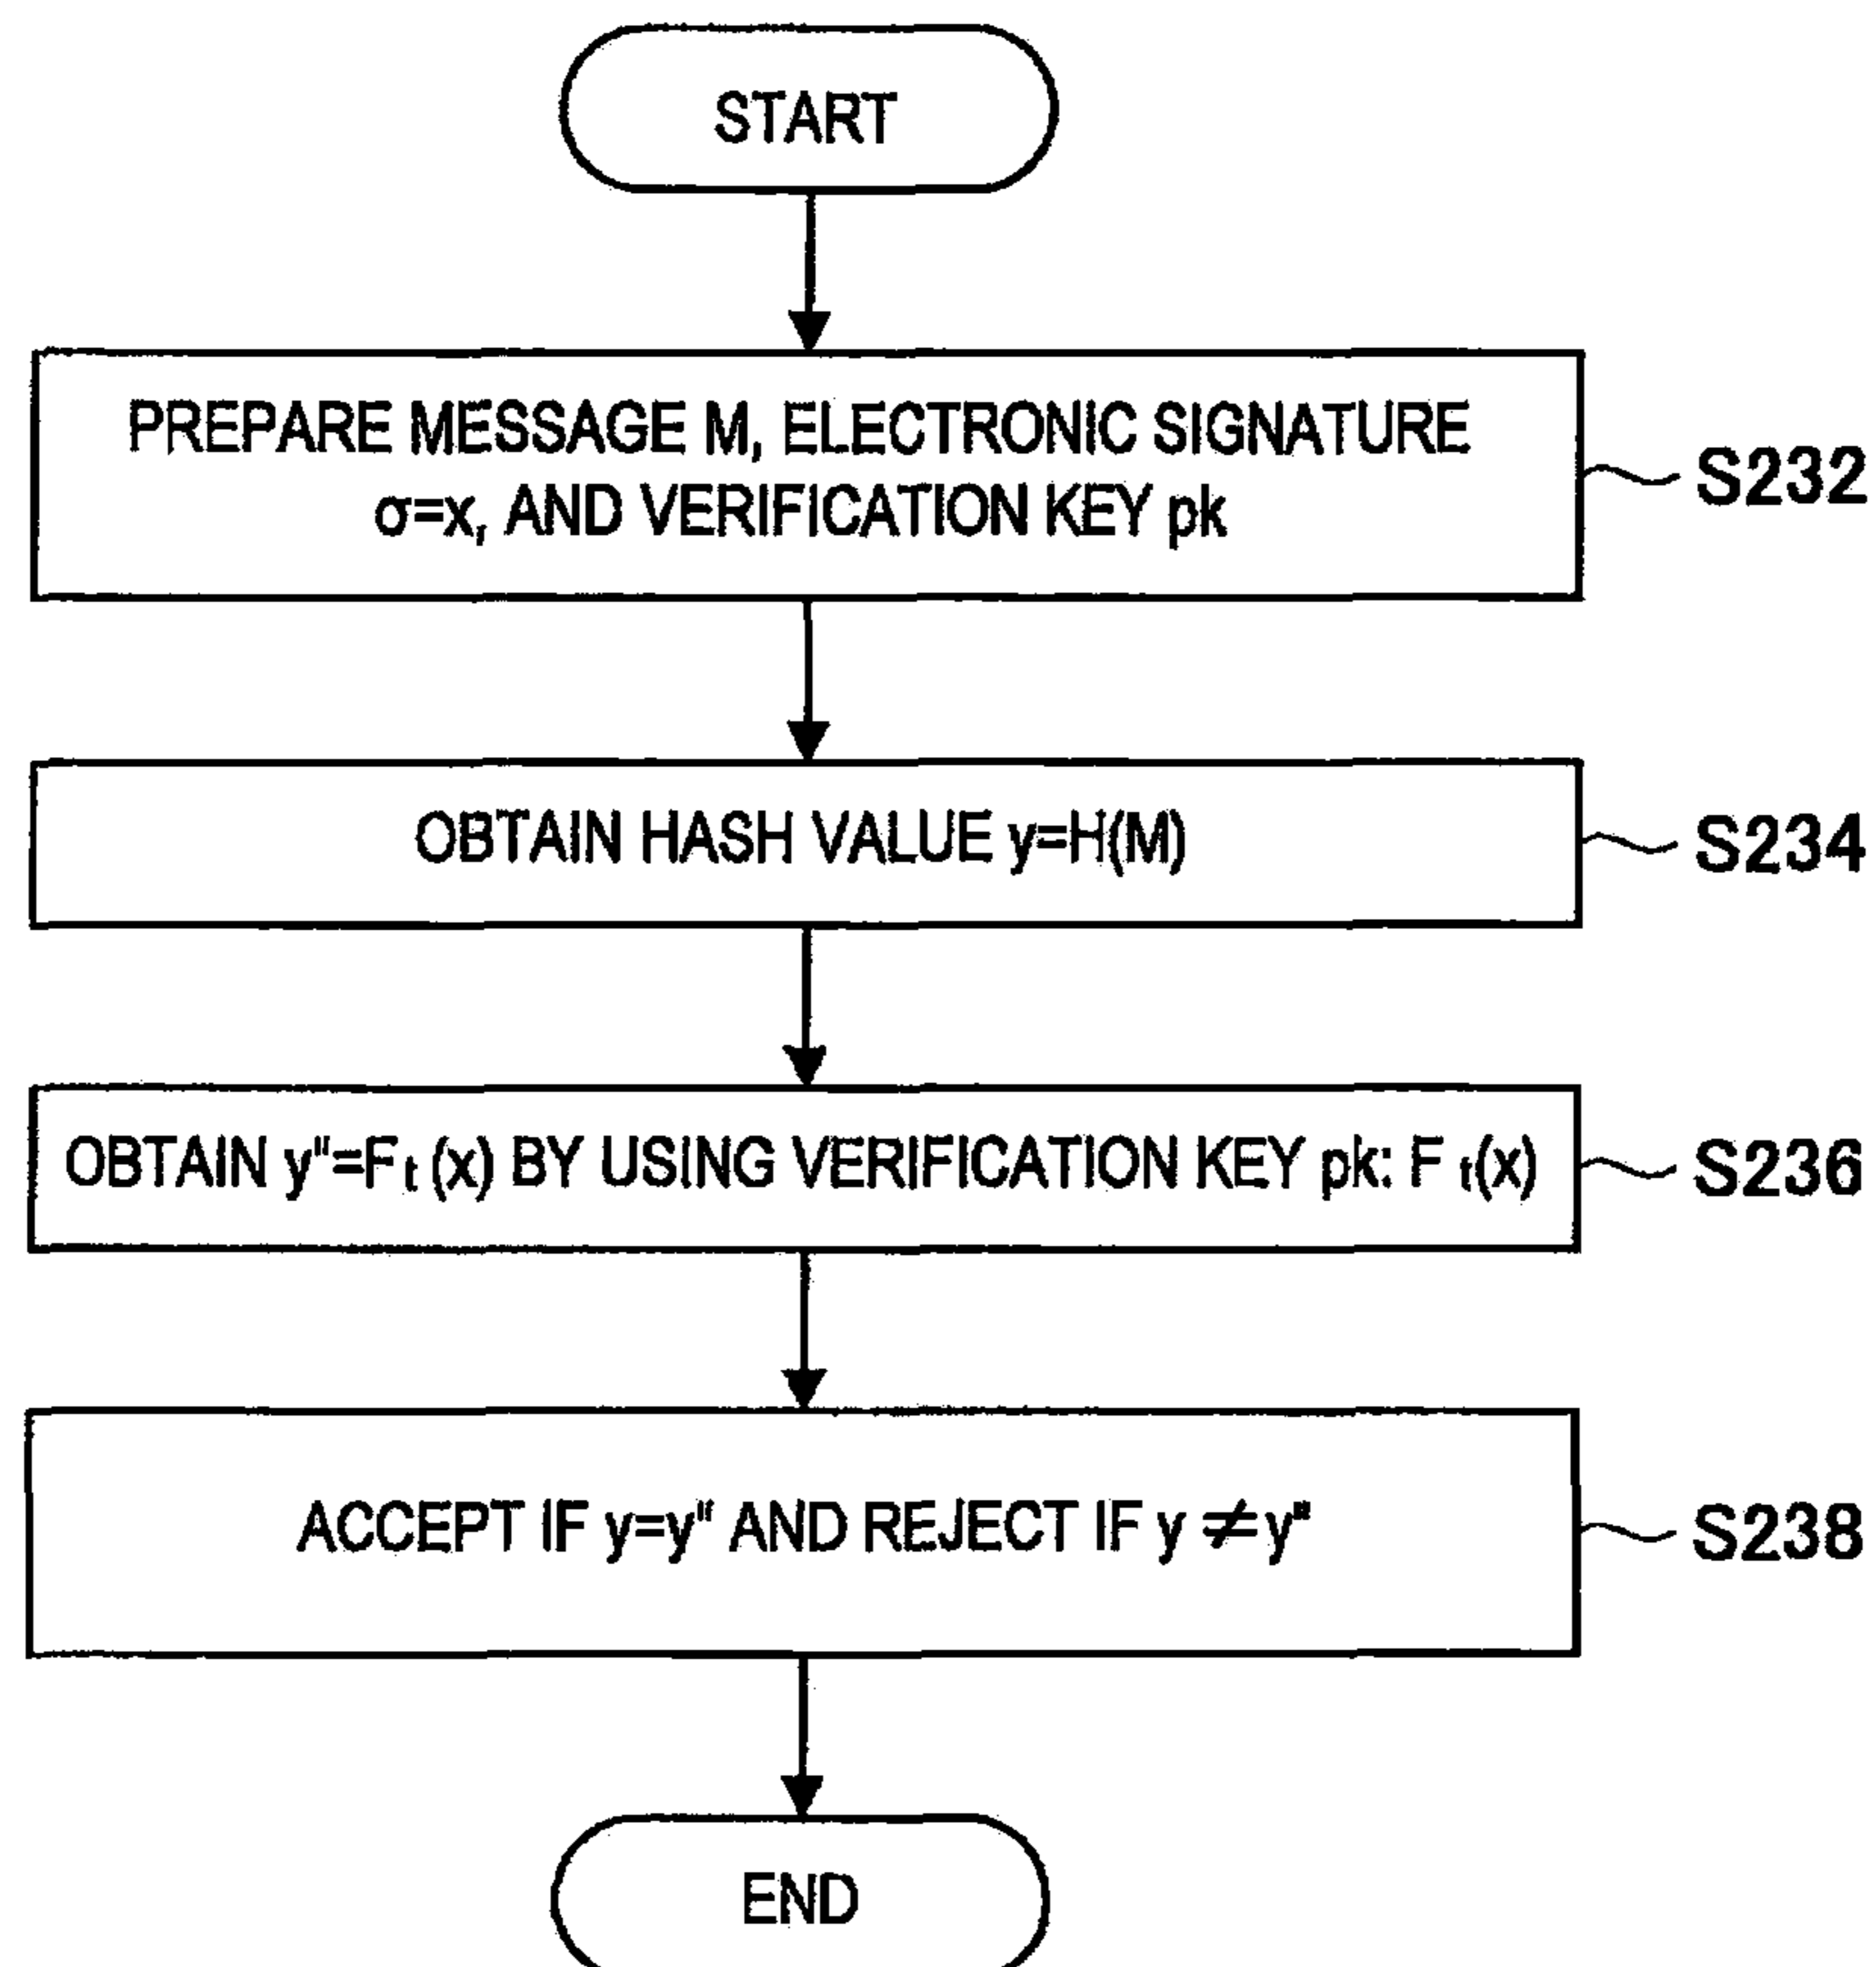 START
PREPARE MESSAGE M, ELECTRONIC SIGNATURE
σ=x, AND VERIFICATION KEY pk
S232
OBTAIN HASH VALUE y=H(M)
S234
OBTAIN y"=Fₜ (x) BY USING VERIFICATION KEY pk: F ₜ(x)
S236
ACCEPT IF y=y" AND REJECT IF y ≠ y"
S238
END